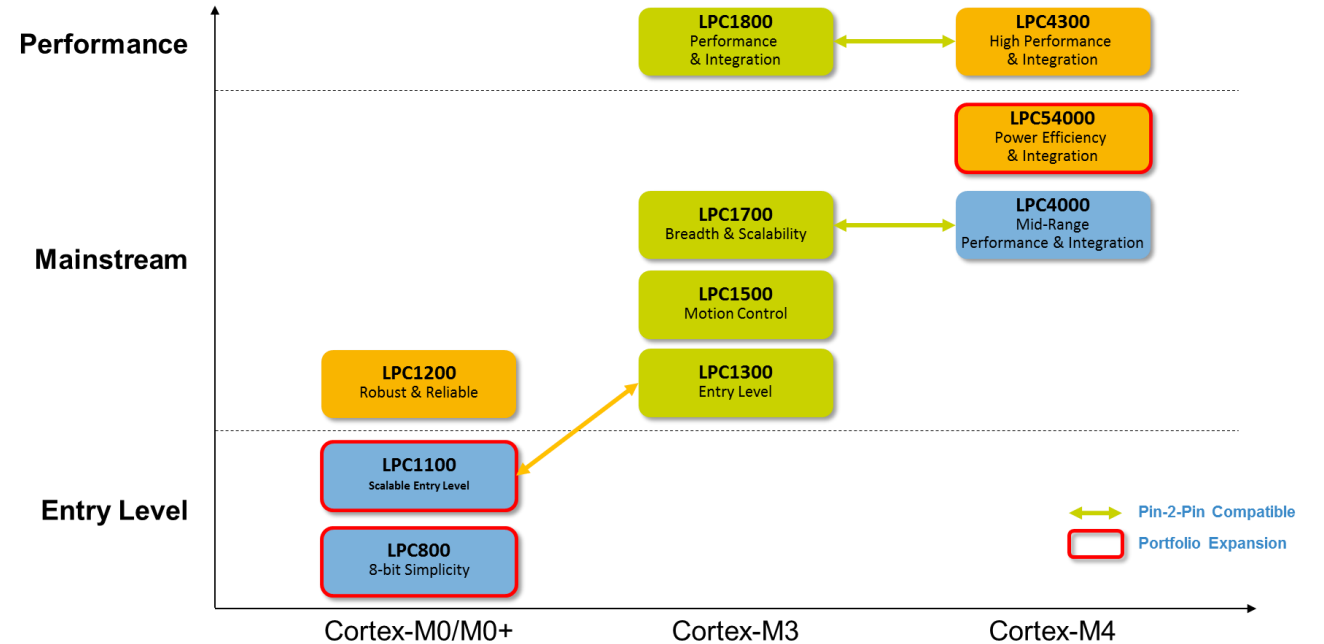 Performance
LPC1800
Performance
& Integration
LPC4300
High Performance
& Integration
LPC54000
Power Efficiency
& Integration
Mainstream
LPC1700
Breadth & Scalability
LPC4000
Mid-Range
Performance & Integration
LPC1500
Motion Control
LPC1200
Robust & Reliable
LPC1300
Entry Level
Entry Level
LPC1100
Scalable Entry Level
LPC800
8-bit Simplicity
Pin-2-Pin Compatible
Portfolio Expansion
Cortex-M0/M0+
Cortex-M3
Cortex-M4